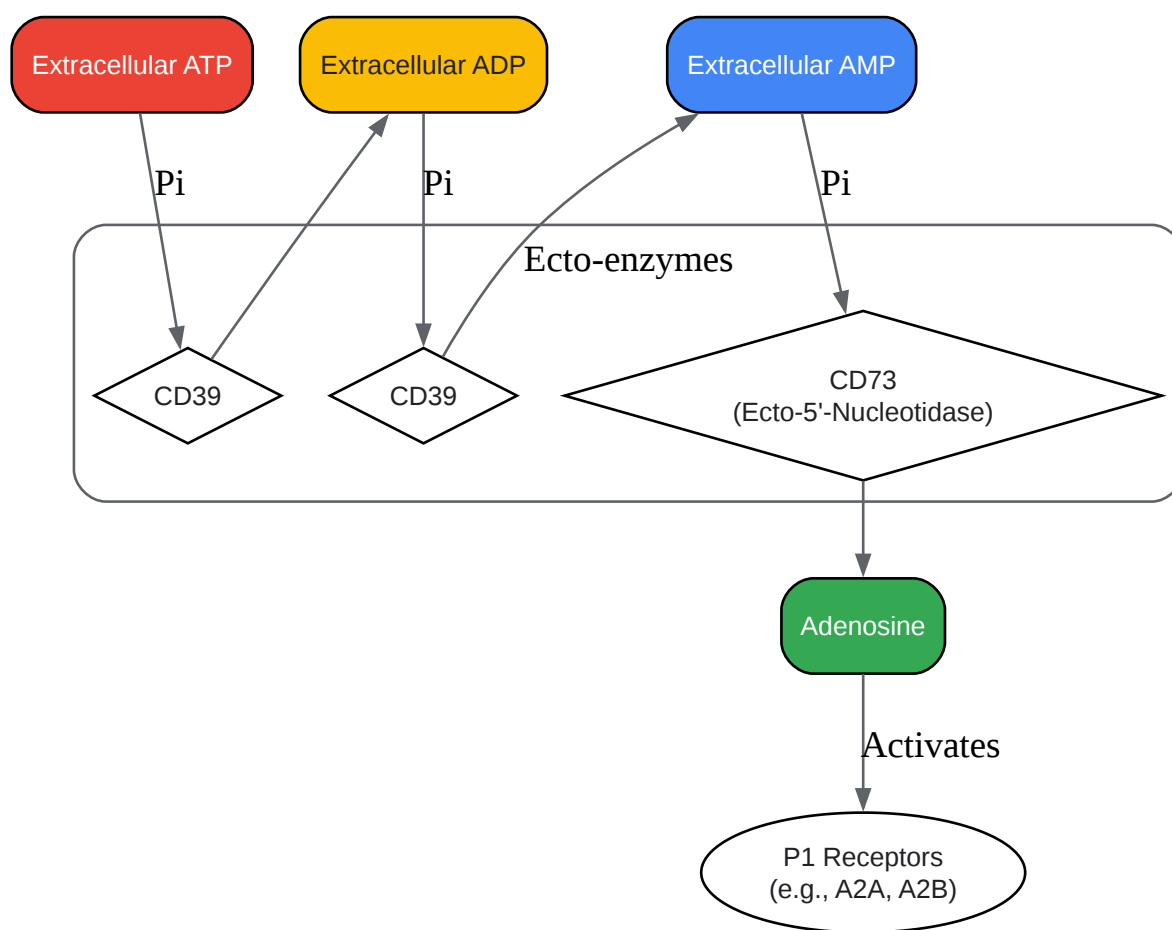 Extracellular ATP
Extracellular ADP
Extracellular AMP
Pi
Pi
Pi
Ecto-enzymes
CD39
CD39
CD73
(Ecto-5'-Nucleotidase)
Adenosine
Activates
P1 Receptors
(e.g., A2A, A2B)